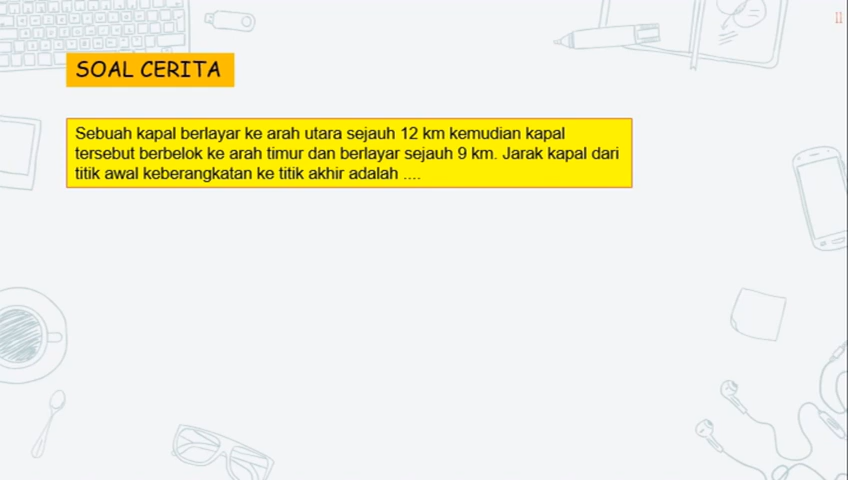 11
SOAL CERITA
Sebuah kapal berlayar ke arah utara sejauh 12 km kemudian kapal
tersebut berbelok ke arah timur dan berlayar sejauh 9 km. Jarak kapal dari
titik awal keberangkatan ke titik akhir adalah ....